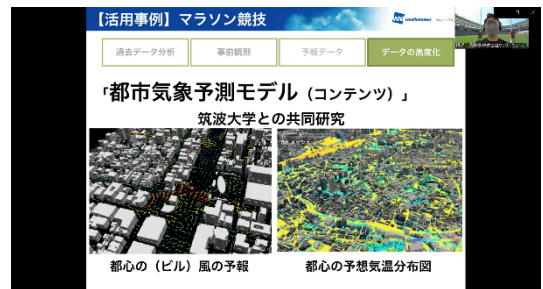 【活用事例】マラソン競技
過去データ分析
事前観測
予報データ
データの高度化
「都市気象予測モデル（コンテンツ）」
筑波大学との共同研究
都心の（ビル）風の予報
都心の予想気温分布図